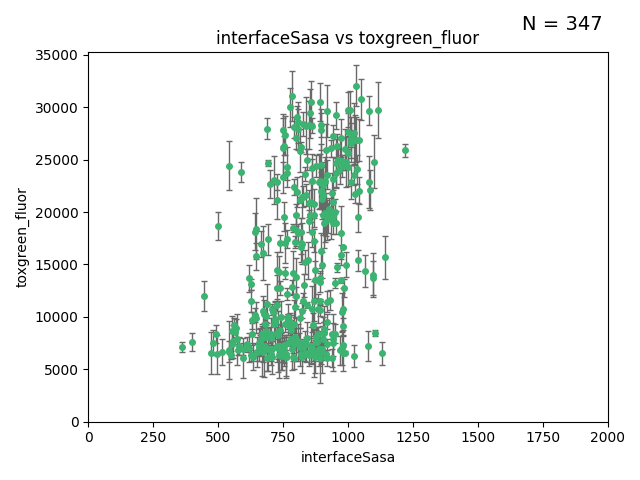 N = 347
interfaceSasa vs toxgreen_fluor
35000
30000
25000
20000
15000
10000
5000
0
toxgreen_fluor
0 250 500 750 1000 1250 1500 1750 2000
interfaceSasa